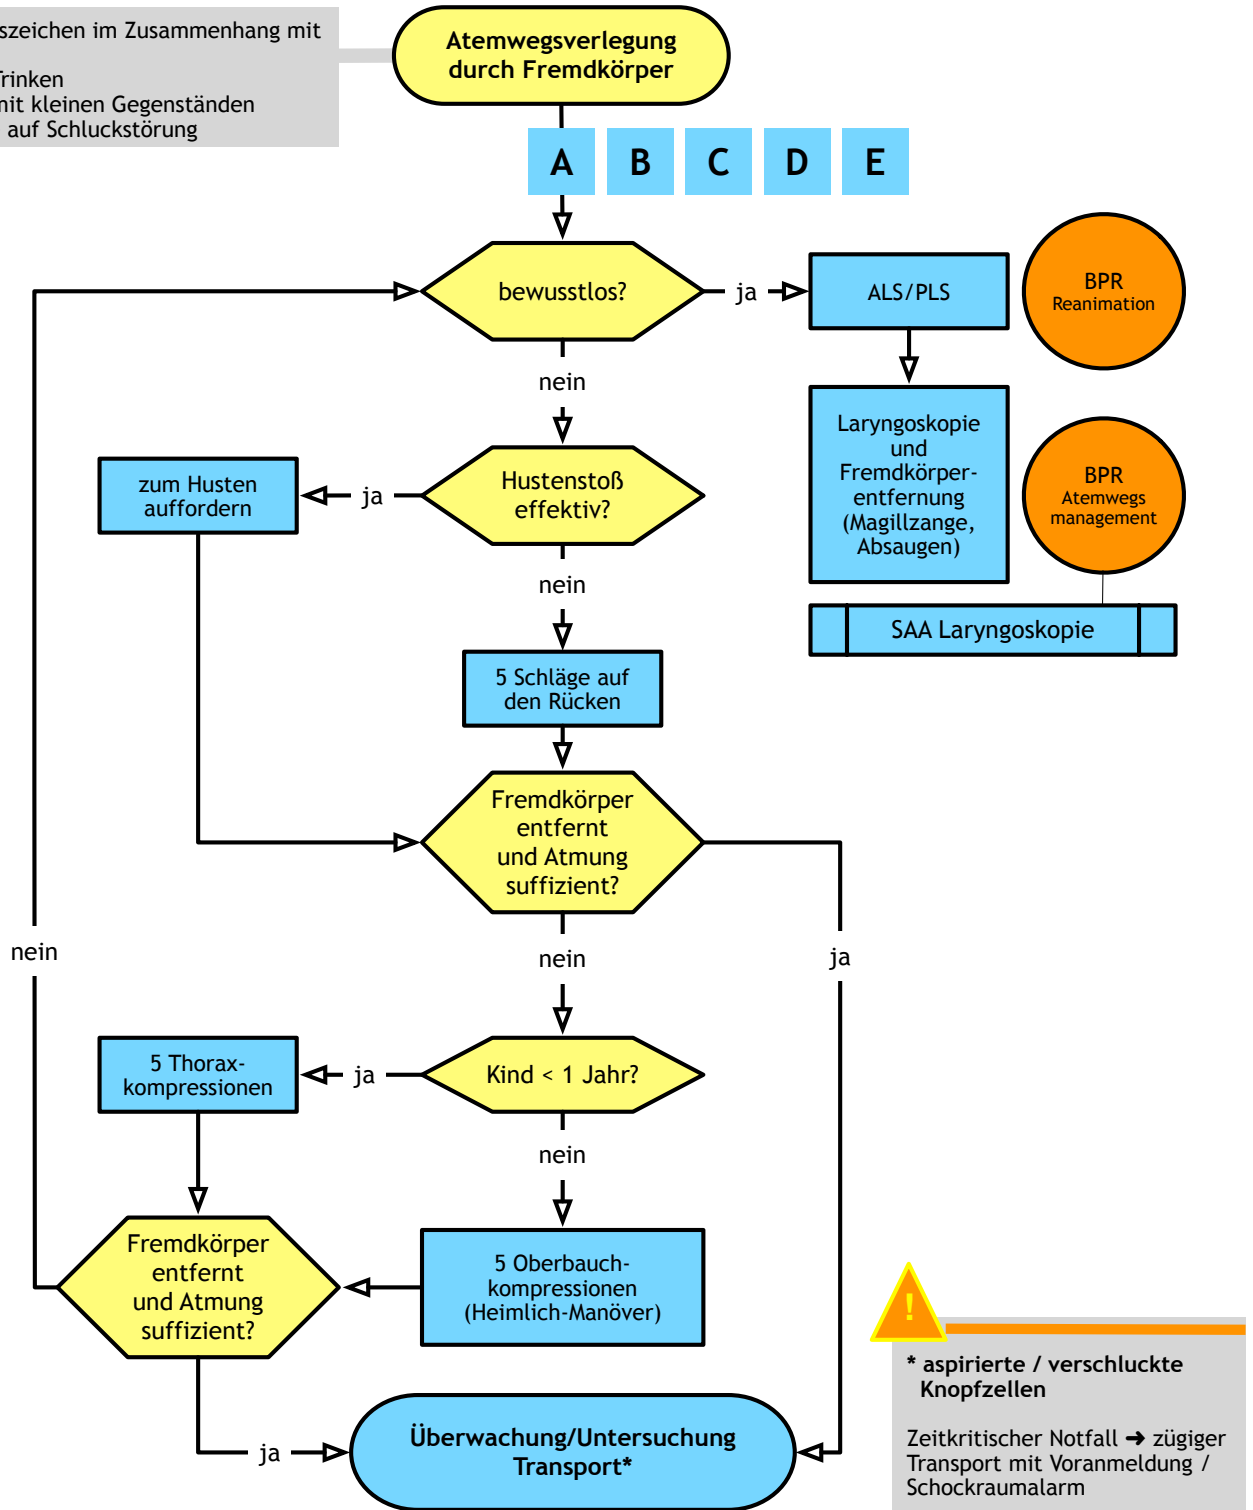 szeichen im Zusammenhang mit
Trinken
mit kleinen Gegenständen
auf Schluckstörung
Atemwegsverlegung
durch Fremdkörper
A B C D E
bewusstlos?
ja
ALS/PLS
BPR
Reanimation
nein
Laryngoskopie
und
Fremdkörper-
entfernung
(Magillzange,
Absaugen)
BPR
Atemwegs
management
SAA Laryngoskopie
Hustenstoß
effektiv?
ja
zum Husten
auffordern
nein
5 Schläge auf
den Rücken
Fremdkörper
entfernt
und Atmung
suffizient?
nein
nein
ja
Kind < 1 Jahr?
ja
5 Thorax-
kompressionen
nein
5 Oberbauch-
kompressionen
(Heimlich-Manöver)
Fremdkörper
entfernt
und Atmung
suffizient?
ja
Überwachung/Untersuchung
Transport*
!
* aspirierte / verschluckte
Knopfzellen
Zeitkritischer Notfall ➜ zügiger
Transport mit Voranmeldung /
Schockraumalarm